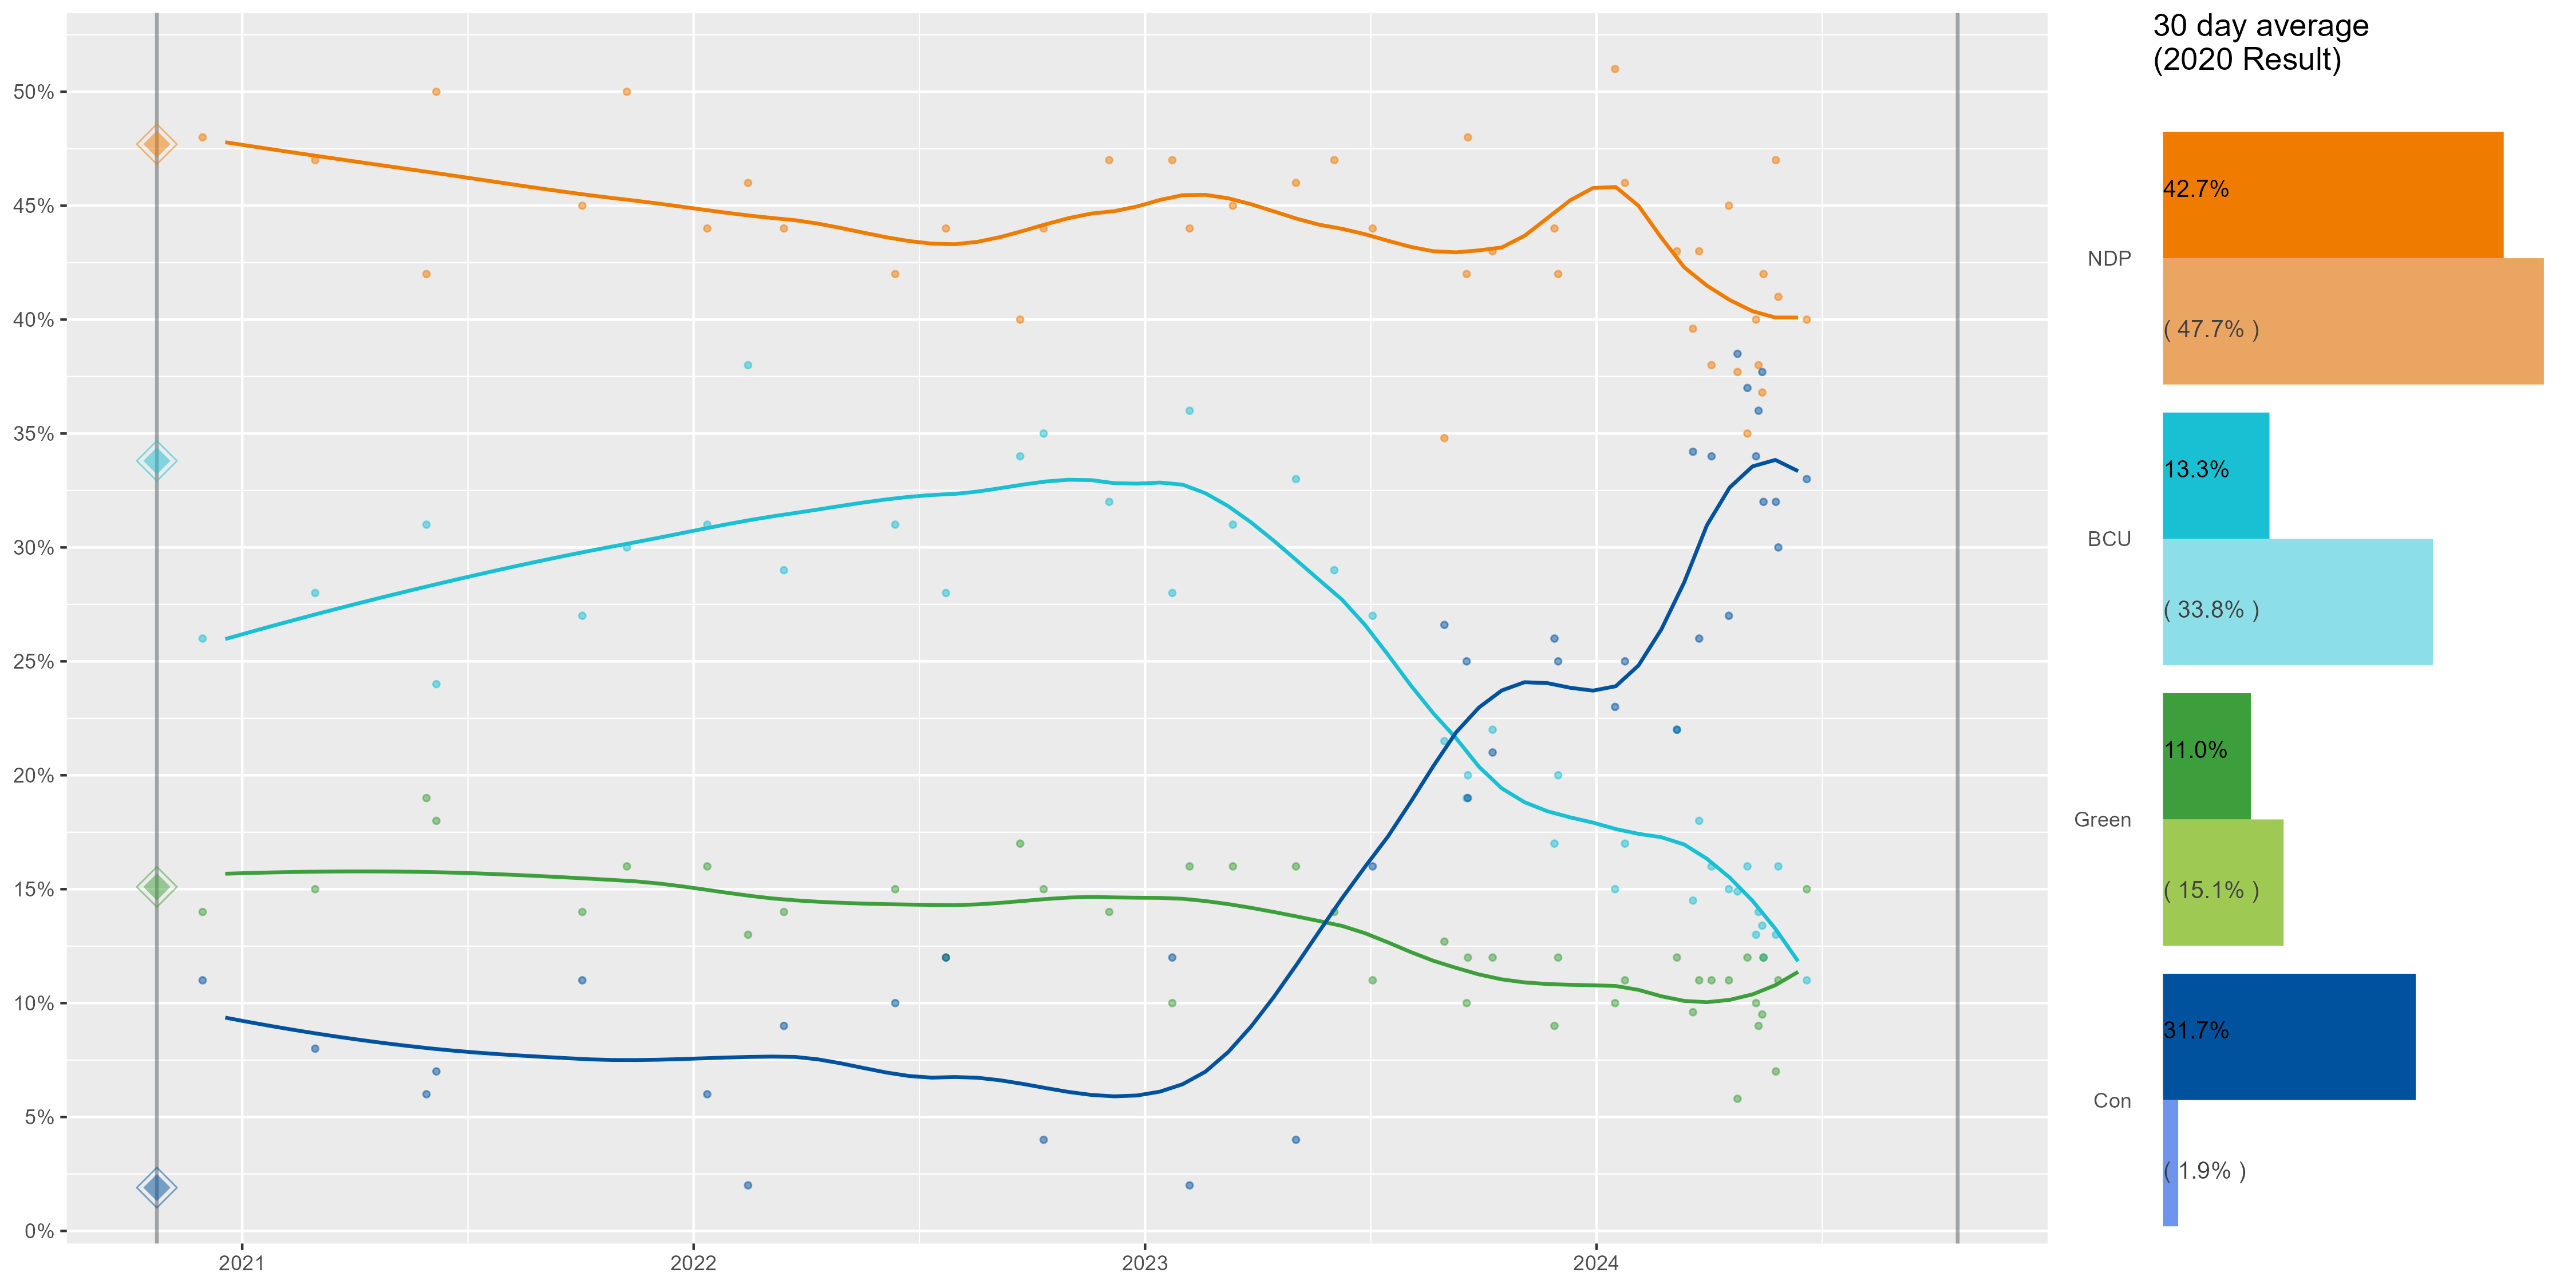 30 day average
(2020 Result)
50%
45%
40%
35%
30%
25%
20%
15%
10%
5%
0%
2021
2022
2023
2024
NDP
42.7%
( 47.7% )
BCU
13.3%
( 33.8% )
Green
11.0%
( 15.1% )
Con
31.7%
( 1.9% )